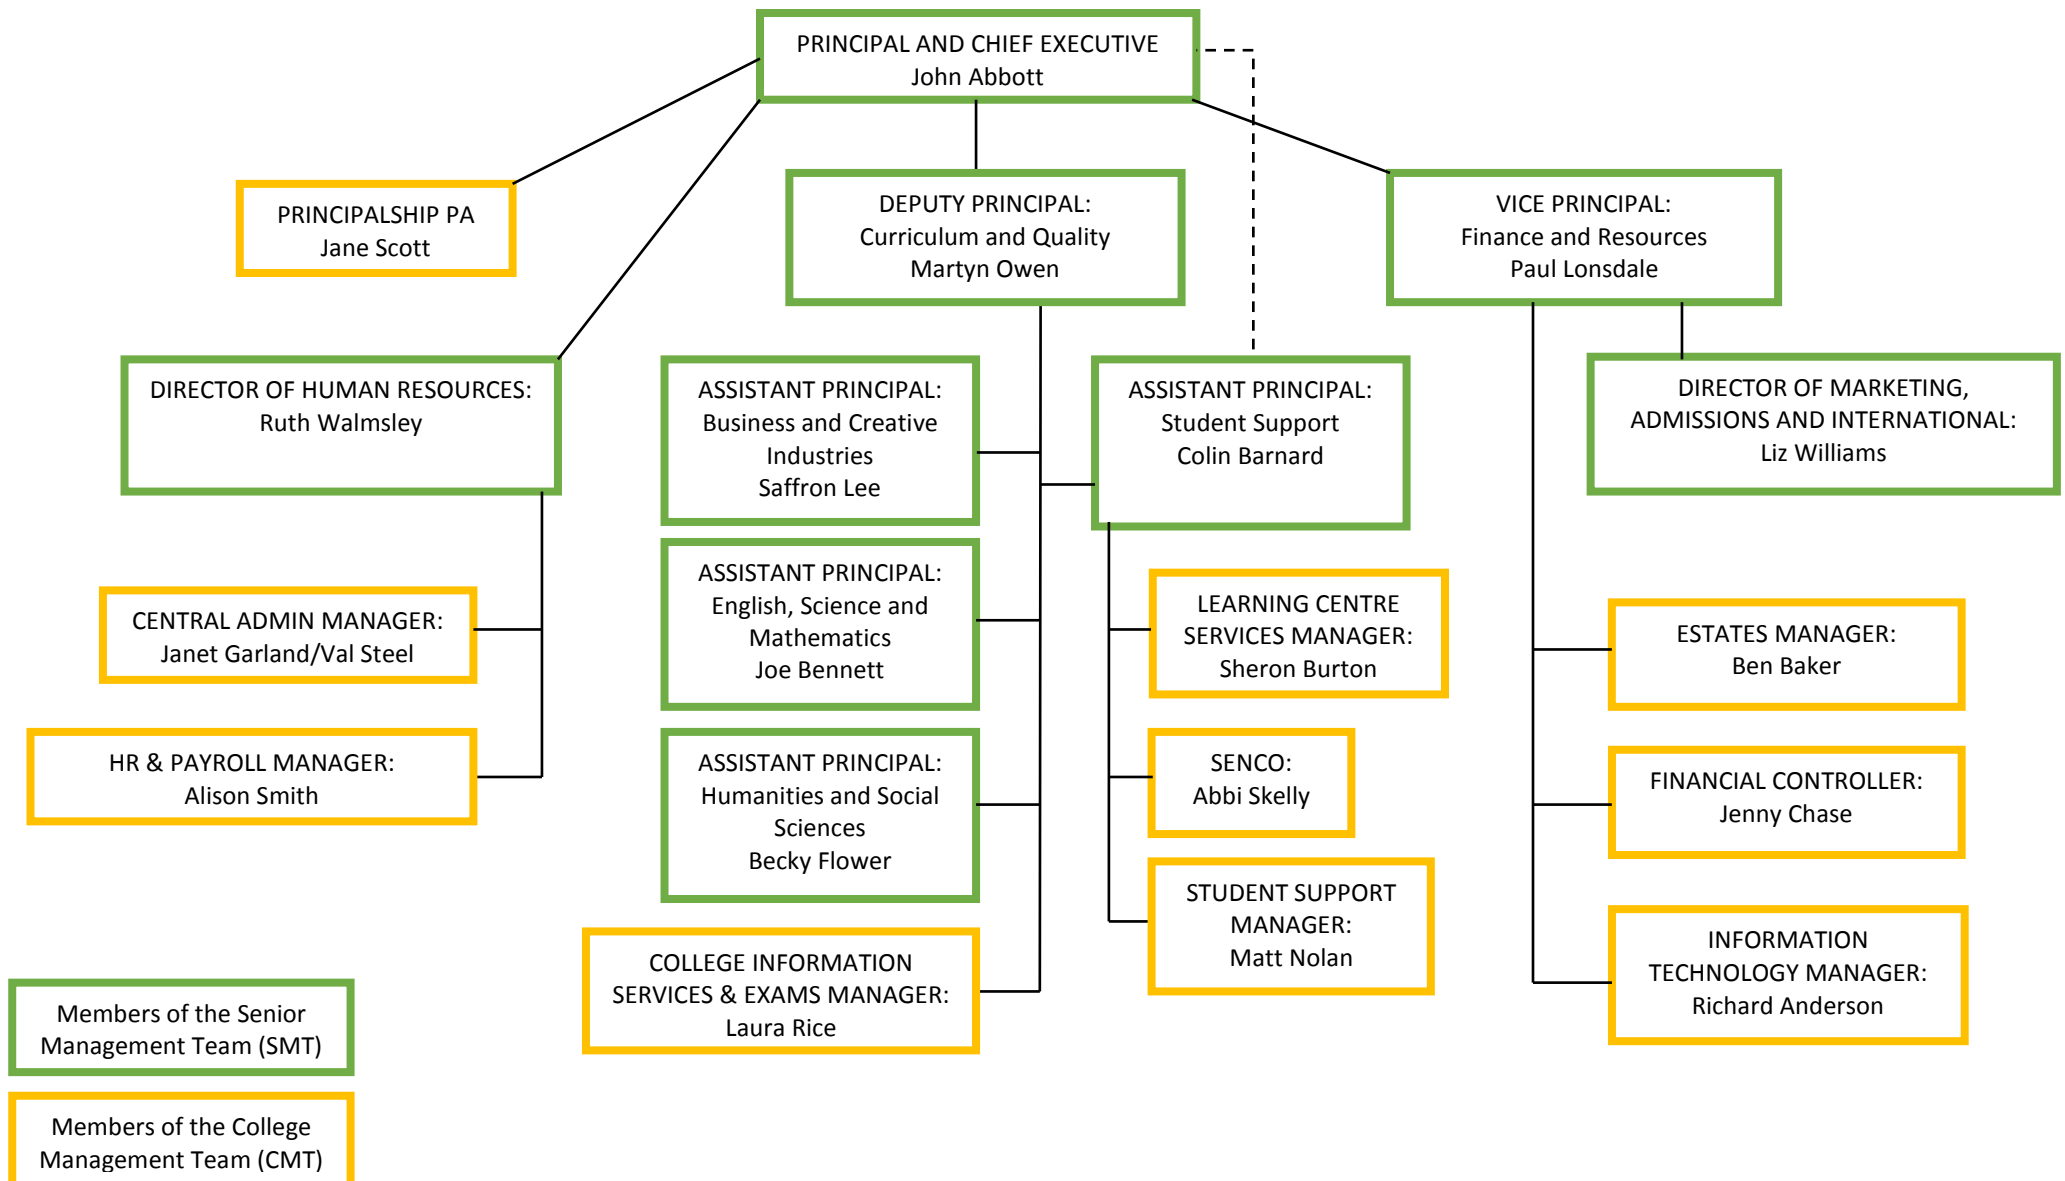 PRINCIPAL AND CHIEF EXECUTIVE
John Abbott
PRINCIPALSHIP PA
Jane Scott
DEPUTY PRINCIPAL:
Curriculum and Quality
Martyn Owen
VICE PRINCIPAL:
Finance and Resources
Paul Lonsdale
DIRECTOR OF HUMAN RESOURCES:
Ruth Walmsley
ASSISTANT PRINCIPAL:
Business and Creative
Industries
Saffron Lee
ASSISTANT PRINCIPAL:
Student Support
Colin Barnard
DIRECTOR OF MARKETING,
ADMISSIONS AND INTERNATIONAL:
Liz Williams
CENTRAL ADMIN MANAGER:
Janet Garland/Val Steel
ASSISTANT PRINCIPAL:
English, Science and
Mathematics
Joe Bennett
LEARNING CENTRE
SERVICES MANAGER:
Sheron Burton
ESTATES MANAGER:
Ben Baker
HR & PAYROLL MANAGER:
Alison Smith
ASSISTANT PRINCIPAL:
Humanities and Social
Sciences
Becky Flower
SENCO:
Abbi Skelly
FINANCIAL CONTROLLER:
Jenny Chase
STUDENT SUPPORT
MANAGER:
Matt Nolan
COLLEGE INFORMATION
SERVICES & EXAMS MANAGER:
Laura Rice
INFORMATION
TECHNOLOGY MANAGER:
Richard Anderson
Members of the Senior
Management Team (SMT)
Members of the College
Management Team (CMT)